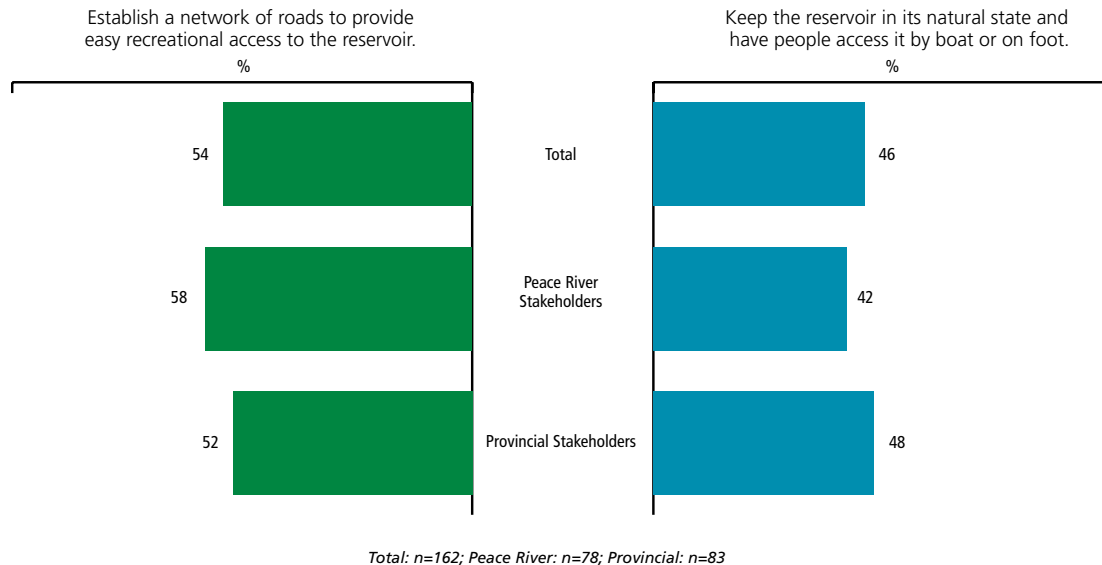 Establish a network of roads to provide
easy recreational access to the reservoir.
Keep the reservoir in its natural state and
have people access it by boat or on foot.
%
%
54
Total
46
58
Peace River
Stakeholders
42
52
Provincial Stakeholders
48
Total: n=162; Peace River: n=78; Provincial: n=83